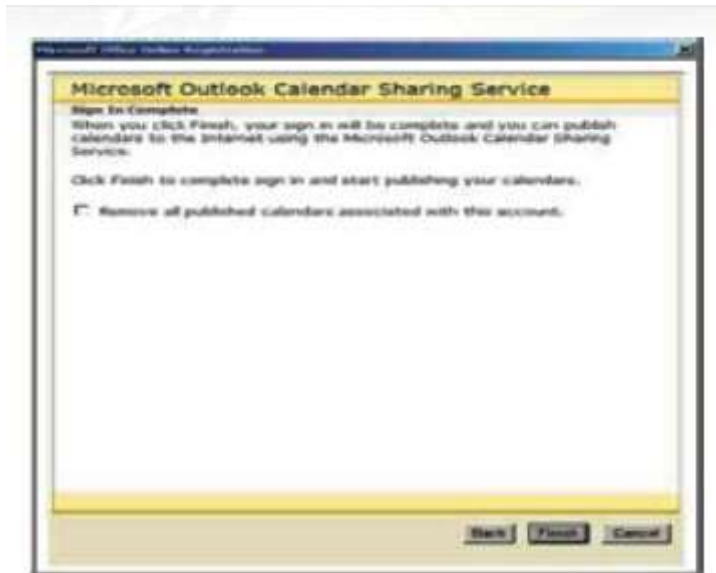 Microsoft Office Online Registration
Microsoft Outlook Calendar Sharing Service
Sign In Complete
When you click Finish, your sign in will be complete and you can publish
calendars to the Internet using the Microsoft Outlook Calendar Sharing
Service.
Click Finish to complete sign in and start publishing your calendars.
Remove all published calendars associated with this account.
Back Finish Cancel